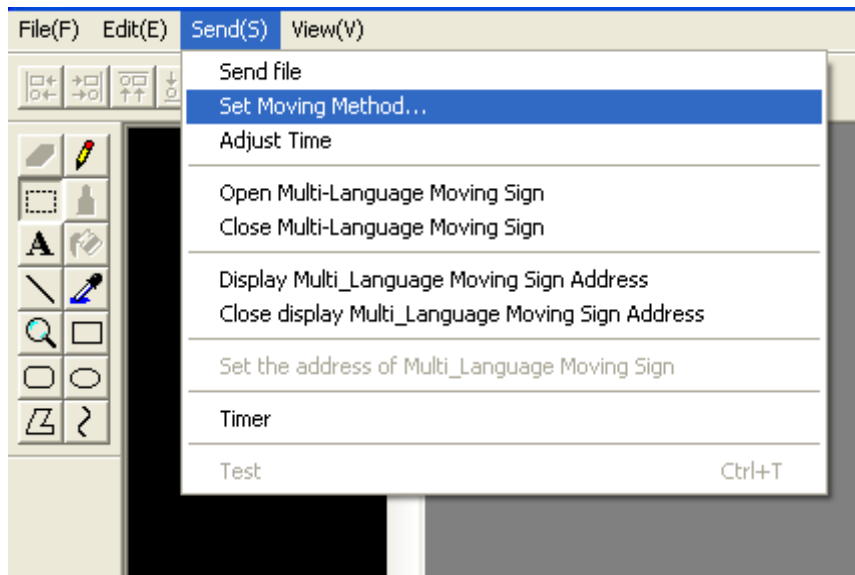 File(F) Edit(E) Send(S) View(V)
Send file
Set Moving Method...
Adjust Time
Open Multi-Language Moving Sign
Close Multi-Language Moving Sign
Display Multi_Language Moving Sign Address
Close display Multi_Language Moving Sign Address
Set the address of Multi_Language Moving Sign
Timer
Test Ctrl+T
A